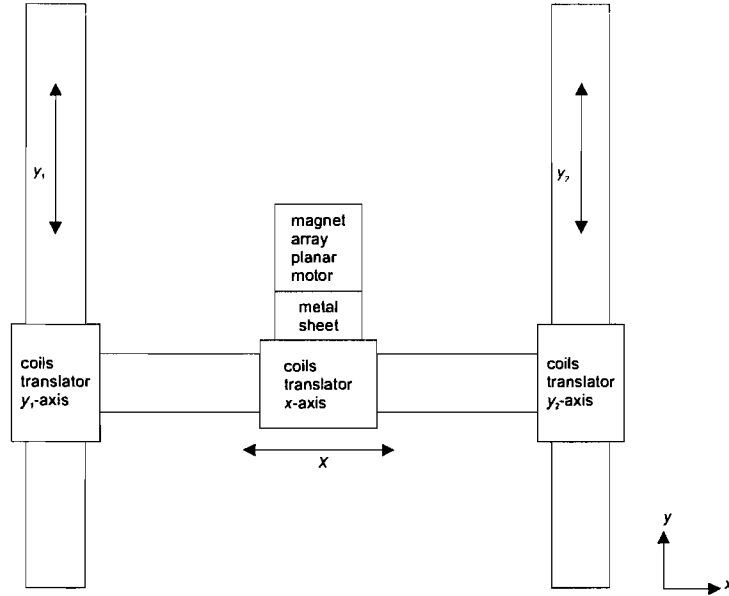 y₁
y₂
magnet
array
planar
motor
metal
sheet
coils
translator
y₁-axis
coils
translator
x-axis
coils
translator
y₂-axis
x
y
x